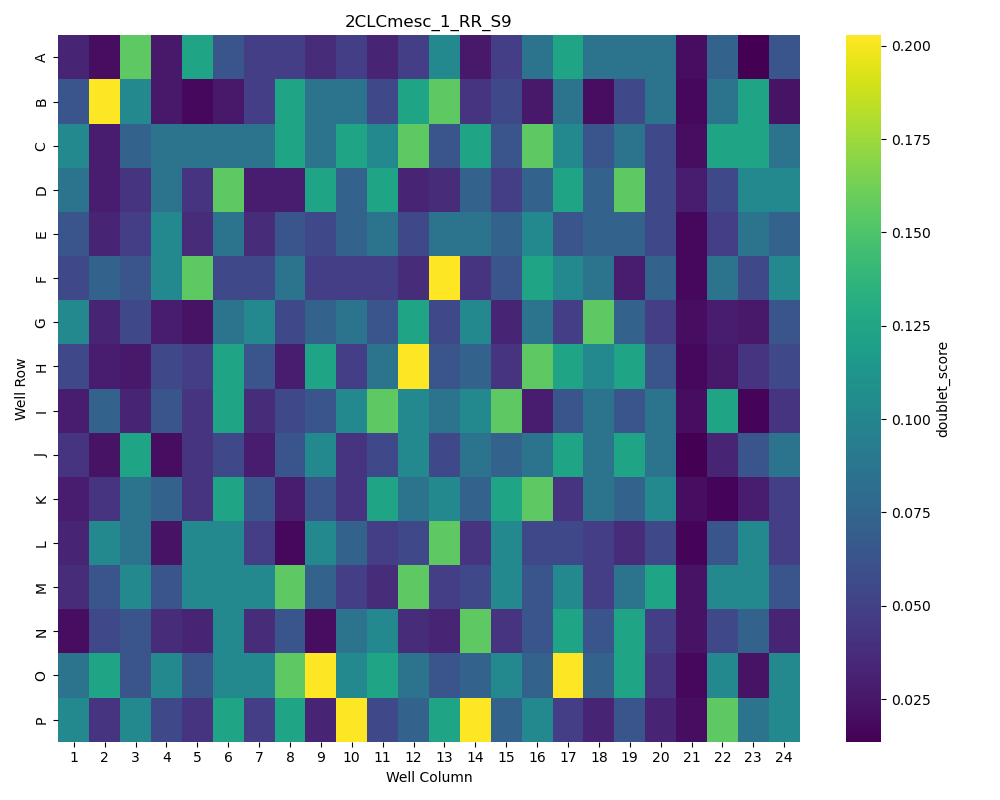 2CLCmesc_1_RR_S9
A
B
C
D
E
F
G
H
I
J
K
L
M
N
O
P
Well Row
1 2 3 4 5 6 7 8 9 10 11 12 13 14 15 16 17 18 19 20 21 22 23 24
Well Column
0.200
0.175
0.150
0.125
0.100
0.075
0.050
0.025
doublet_score